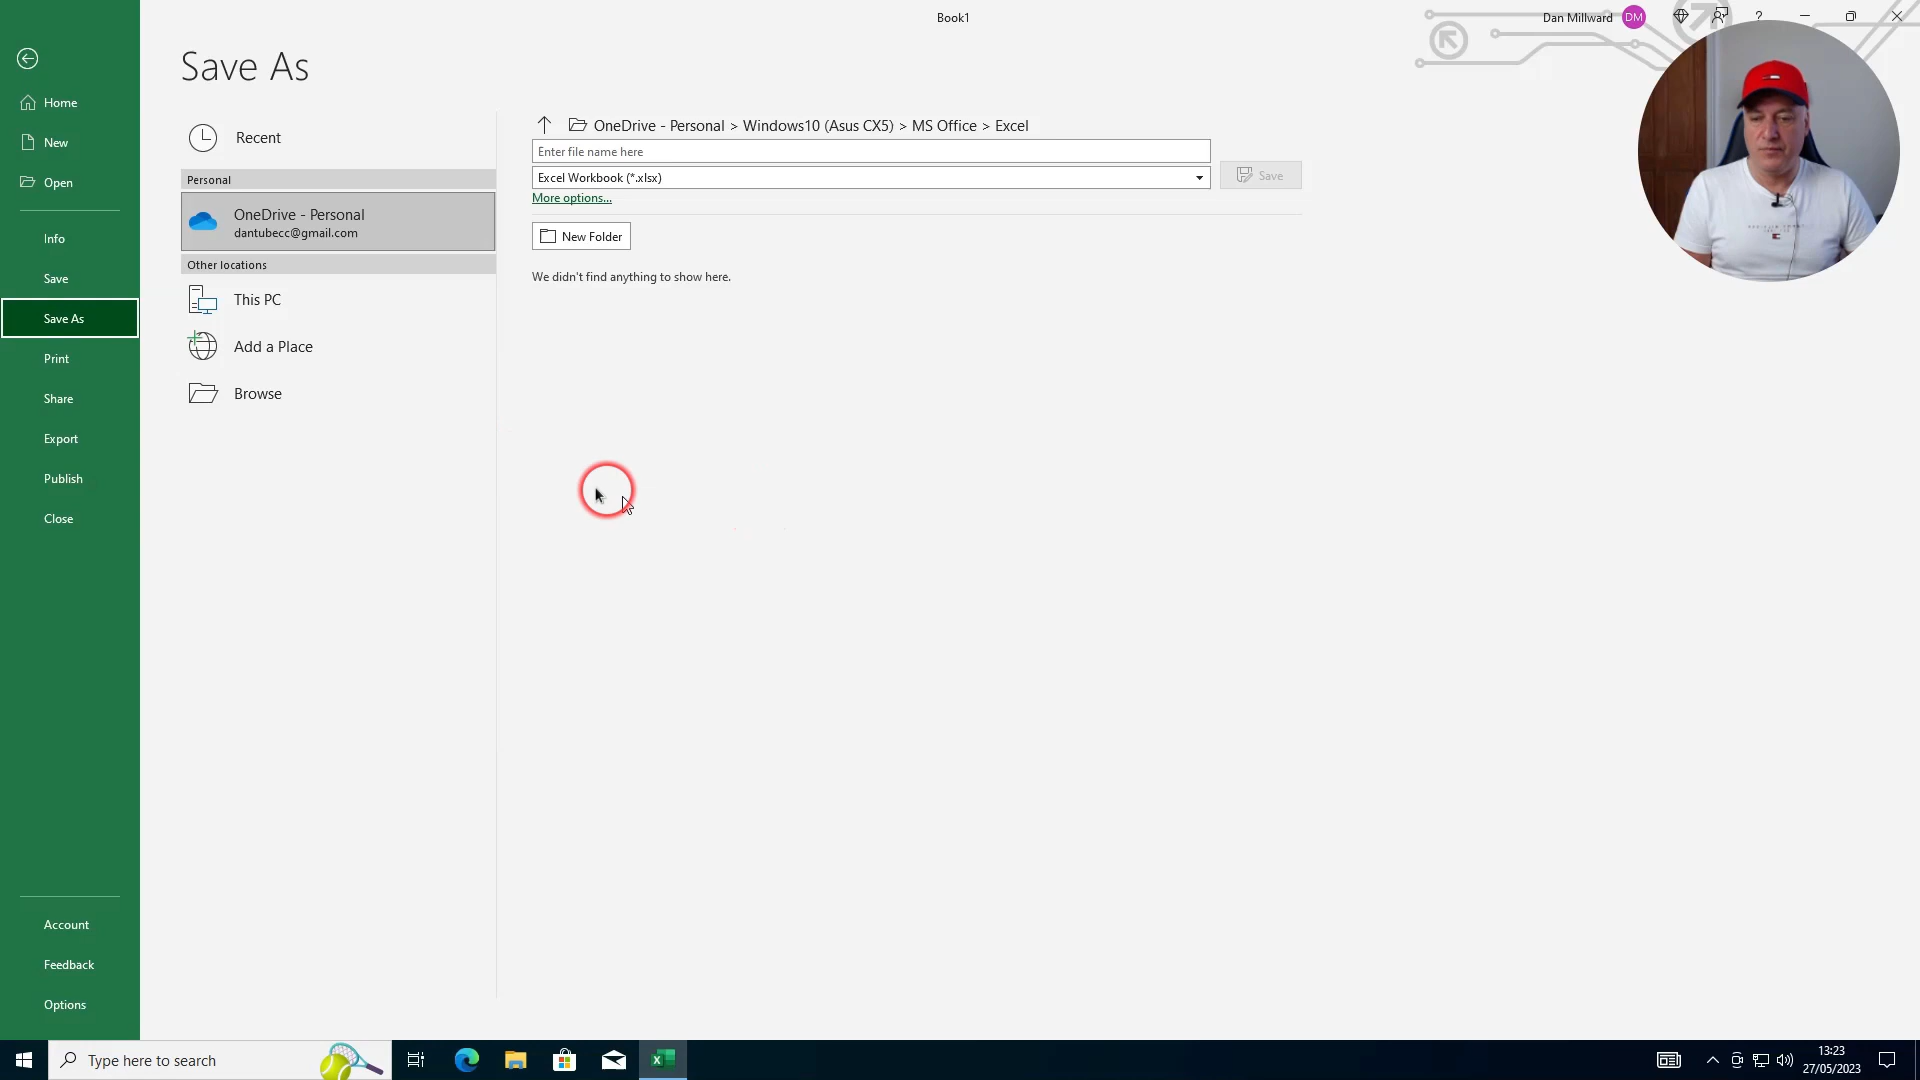 Book1
Dan Millward DM ?
Save As
Home
New
Open
Info
Save
Save As
Print
Share
Export
Publish
Close
Account
Feedback
Options
Recent
Personal
OneDrive - Personal
dantubecc@gmail.com
Other locations
This PC
Add a Place
Browse
OneDrive - Personal > Windows10 (Asus CX5) > MS Office > Excel
Enter file name here
Excel Workbook (*.xlsx)
Save
More options...
New Folder
We didn't find anything to show here.
Type here to search
13:23
27/05/2023